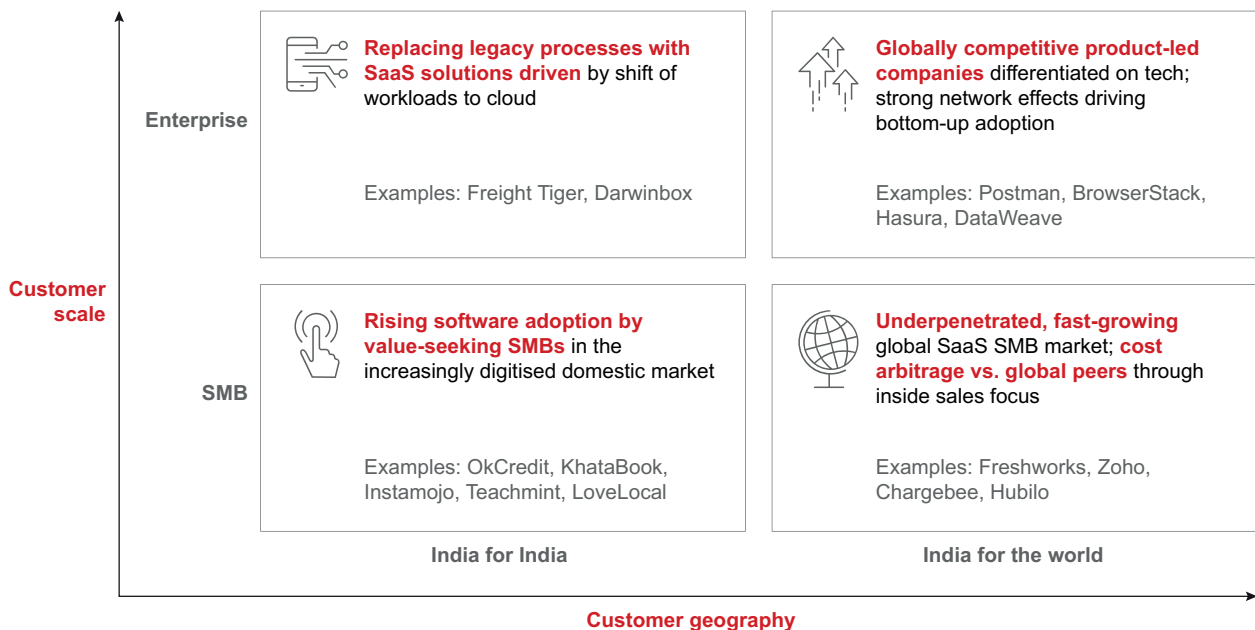 Customer
scale
Enterprise
Replacing legacy processes with
SaaS solutions driven by shift of
workloads to cloud
Examples: Freight Tiger, Darwinbox
Globally competitive product-led
companies differentiated on tech;
strong network effects driving
bottom-up adoption
Examples: Postman, BrowserStack,
Hasura, DataWeave
SMB
Rising software adoption by
value-seeking SMBs in the
increasingly digitised domestic market
Examples: OkCredit, KhataBook,
Instamojo, Teachmint, LoveLocal
Underpenetrated, fast-growing
global SaaS SMB market; cost
arbitrage vs. global peers through
inside sales focus
Examples: Freshworks, Zoho,
Chargebee, Hubilo
India for India
India for the world
Customer geography